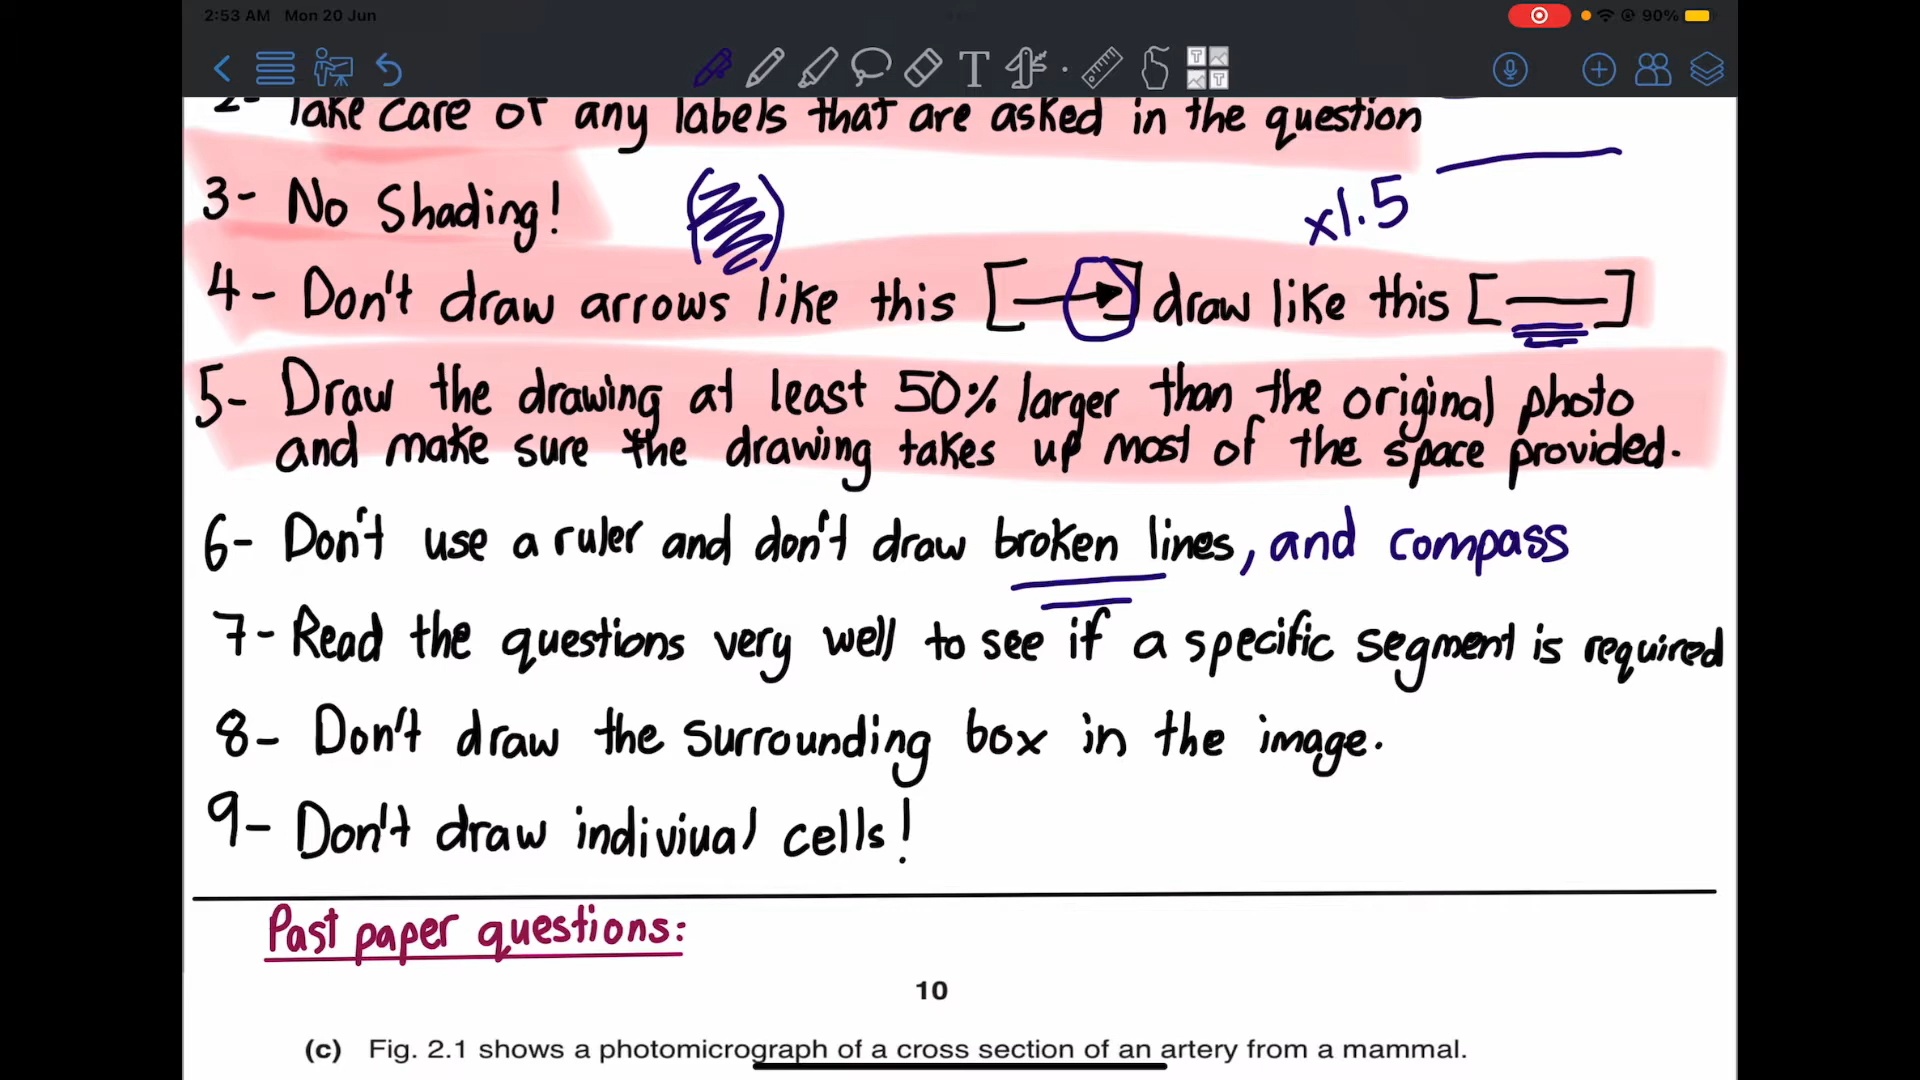 2:53 AM Mon 20 Jun 90%
T
2- Take care of any labels that are asked in the question
3- No Shading!
x1.5
4- Don't draw arrows like this [ ] draw like this [ ]
5- Draw the drawing at least 50% larger than the original photo
and make sure the drawing takes up most of the space provided.
6- Don't use a ruler and don't draw broken lines, and compass
7- Read the questions very well to see if a specific segment is required
8- Don't draw the surrounding box in the image.
9- Don't draw indiviual cells!
Past paper questions:
10
(c) Fig. 2.1 shows a photomicrograph of a cross section of an artery from a mammal.